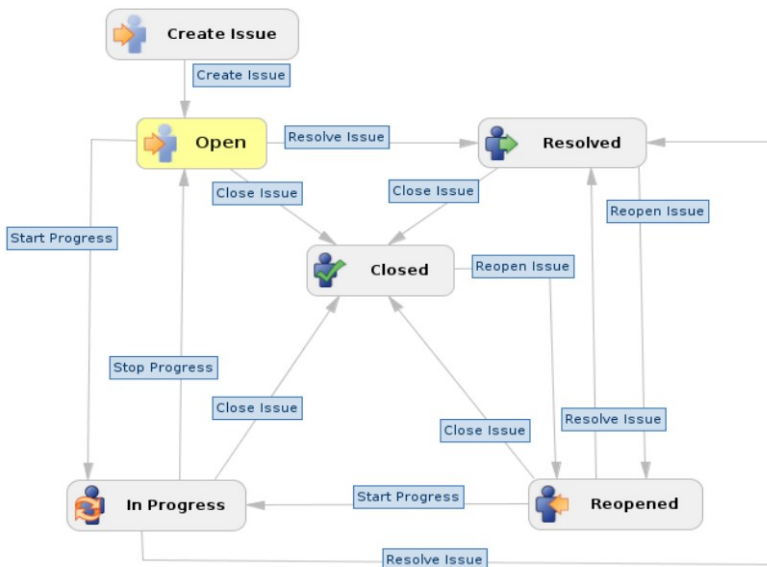 Create Issue
Create Issue
Open
Resolve Issue
Resolved
Close Issue
Close Issue
Reopen Issue
Start Progress
Closed
Reopen Issue
Stop Progress
Close Issue
Resolve Issue
Close Issue
In Progress
Start Progress
Reopened
Resolve Issue